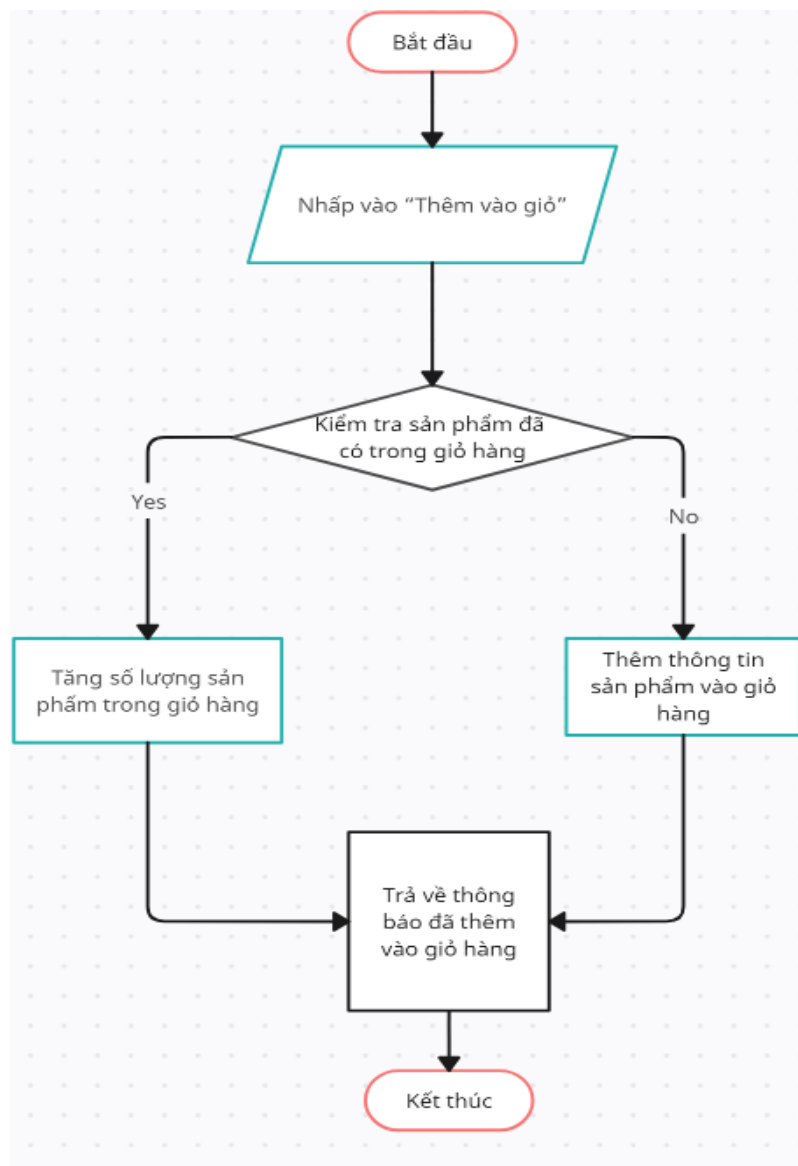 Bắt đầu
Nhấp vào “Thêm vào giỏ”
Kiểm tra sản phẩm đã
có trong giỏ hàng
Yes
No
Tăng số lượng sản
phẩm trong giỏ hàng
Thêm thông tin
sản phẩm vào giỏ
hàng
Trả về thông
báo đã thêm
vào giỏ hàng
Kết thúc